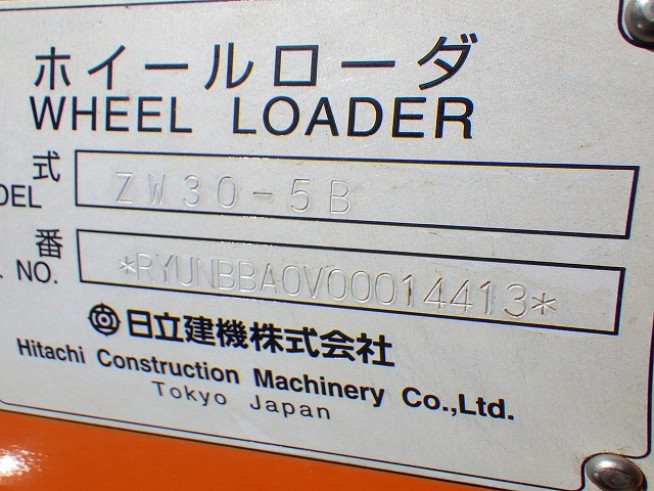 ホイールローダ
WHEEL LOADER
式
DEL ZW30-5B
番
. NO. *RYUNBBA0V00014413*
日立建機株式会社
Hitachi Construction Machinery Co.,Ltd.
Tokyo Japan